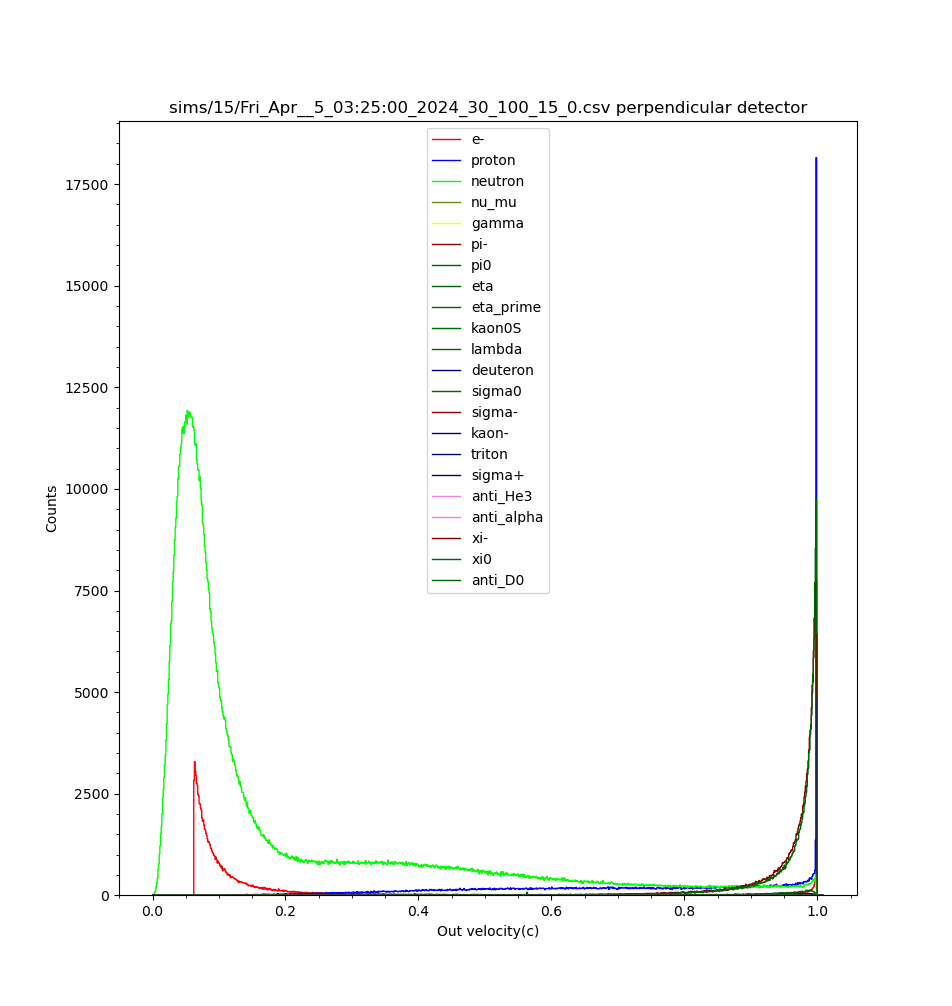 sims/15/Fri_Apr__5_03:25:00_2024_30_100_15_0.csv perpendicular detector
e-
proton
neutron
nu_mu
gamma
pi-
pi0
eta
eta_prime
kaon0S
lambda
deuteron
sigma0
sigma-
kaon-
triton
sigma+
anti_He3
anti_alpha
xi-
xi0
anti_D0
17500
15000
12500
10000
7500
5000
2500
0
Counts
0.0 0.2 0.4 0.6 0.8 1.0
Out velocity(c)